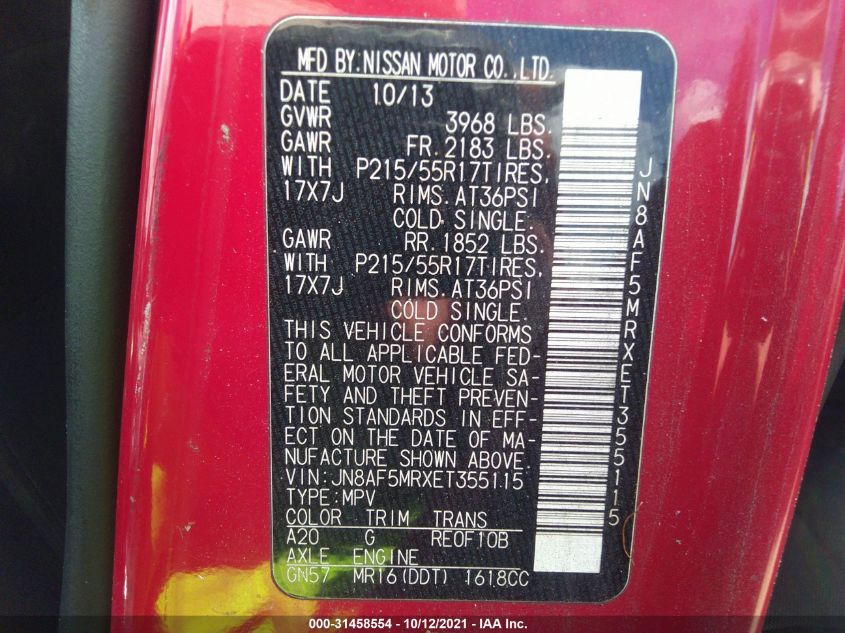 MFD BY:NISSAN MOTOR CO.,LTD.
DATE 10/13
GVWR 3968 LBS.
GAWR FR.2183 LBS.
WITH P215/55R17TIRES,
17X7J RIMS.AT36PSI
COLD SINGLE.
GAWR RR.1852 LBS.
WITH P215/55R17TIRES,
17X7J RIMS.AT36PSI
COLD SINGLE.
THIS VEHICLE CONFORMS
TO ALL APPLICABLE FED-
ERAL MOTOR VEHICLE SA-
FETY AND THEFT PREVEN-
TION STANDARDS IN EFF
ECT ON THE DATE OF MA-
NUFACTURE SHOWN ABOVE.
VIN:JN8AF5MRXET355115
TYPE:MPV
COLOR TRIM TRANS
A20 G RE0F10B
AXLE ENGINE
GN57 MR16(DDT) 1618CC
JN8AF5MRXET355115
000-31458554 - 10/12/2021 - IAA Inc.